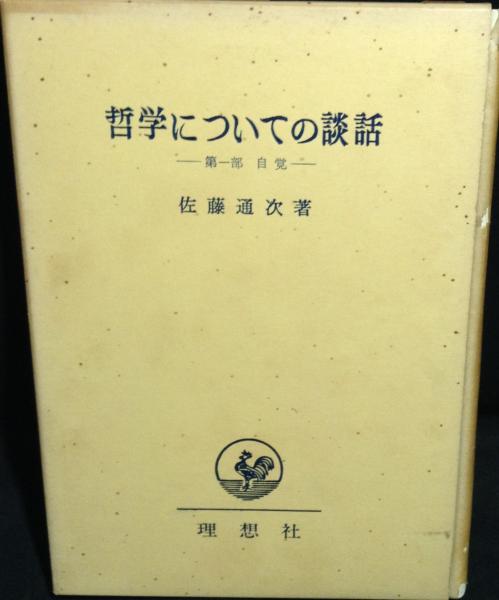 哲学についての談話
―第一部 自覚―
佐藤通次著
理想社